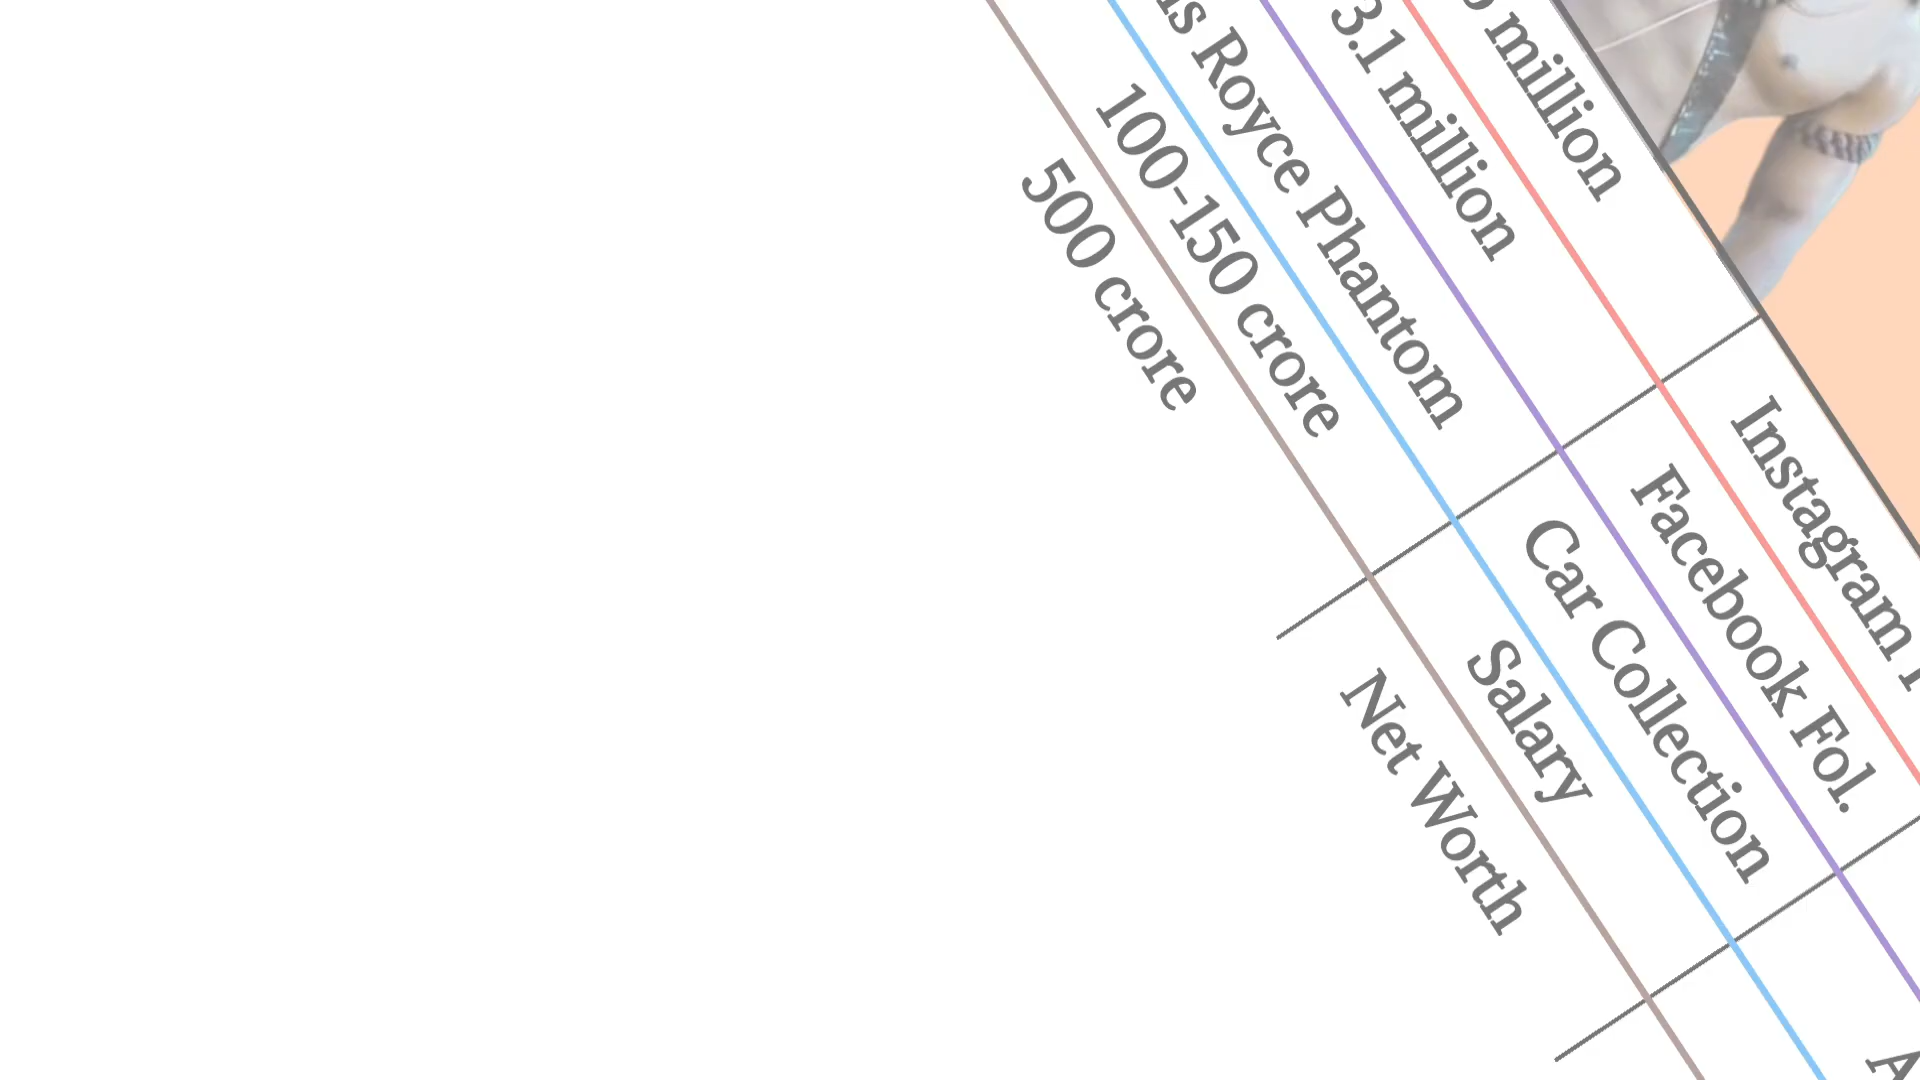 million
Instagram
3.1 million
Facebook Fol.
Royce Phantom
Car Collection
100-150 crore
Salary
500 crore
Net Worth